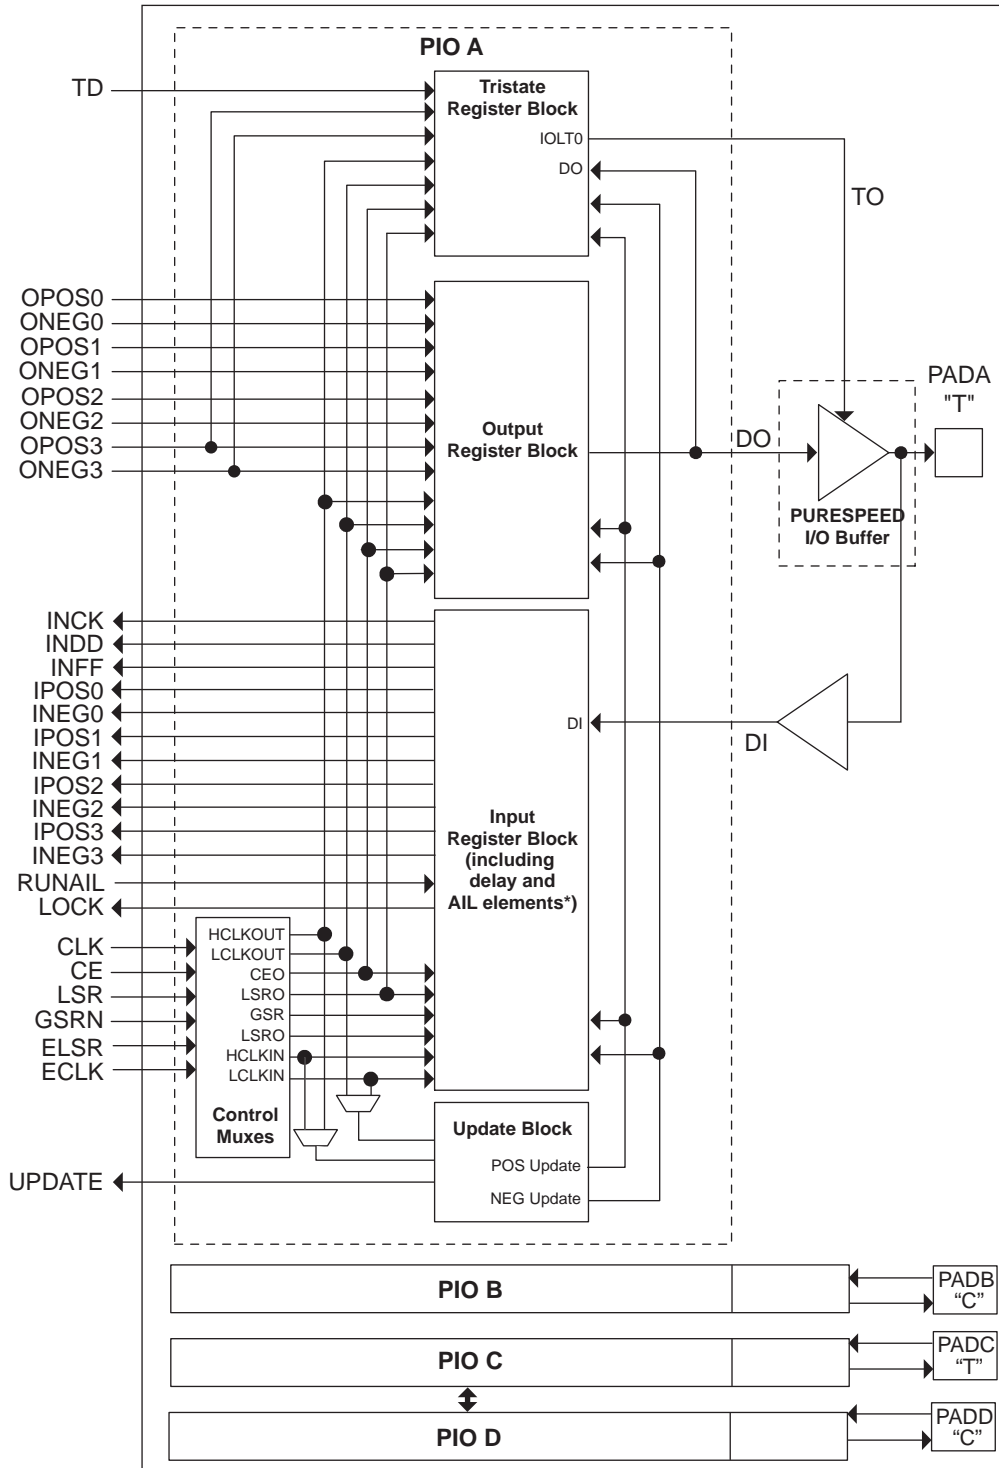 PIO A
TD
Tristate
Register Block
IOLT0
DO
TO
OPOS0
ONEG0
OPOS1
ONEG1
OPOS2
ONEG2
OPOS3
ONEG3
Output
Register Block
DO
PADA
"T"
PURESPEED
I/O Buffer
INCK
INDD
INFF
IPOS0
INEG0
IPOS1
INEG1
IPOS2
INEG2
IPOS3
INEG3
RUNAIL
LOCK
DI
DI
Input
Register Block
(including
delay and
AIL elements*)
CLK
CE
LSR
GSRN
ELSR
ECLK
HCLKOUT
LCLKOUT
CEO
LSRO
GSR
LSRO
HCLKIN
LCLKIN
Control
Muxes
Update Block
POS Update
NEG Update
UPDATE
PIO B
PADB
“C”
PIO C
PADC
“T”
PIO D
PADD
“C”